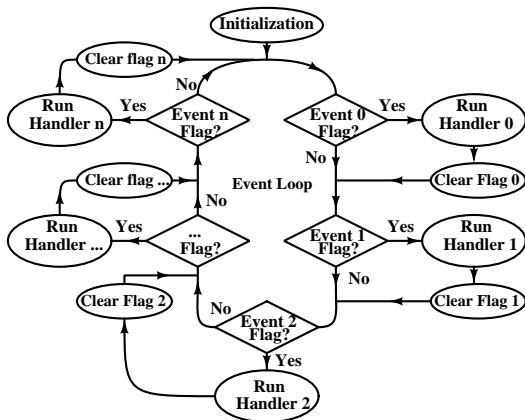 Initialization
Clear flag n
No
Run
Handler n
Yes
Event n
Flag?
Event 0
Flag?
Yes
Run
Handler 0
No
Clear flag ...
Event Loop
Clear Flag 0
No
Run
Handler ...
Yes
...
Flag?
Event 1
Flag?
Yes
Run
Handler 1
No
Clear Flag 2
No
Event 2
Flag?
Clear Flag 1
Yes
Run
Handler 2